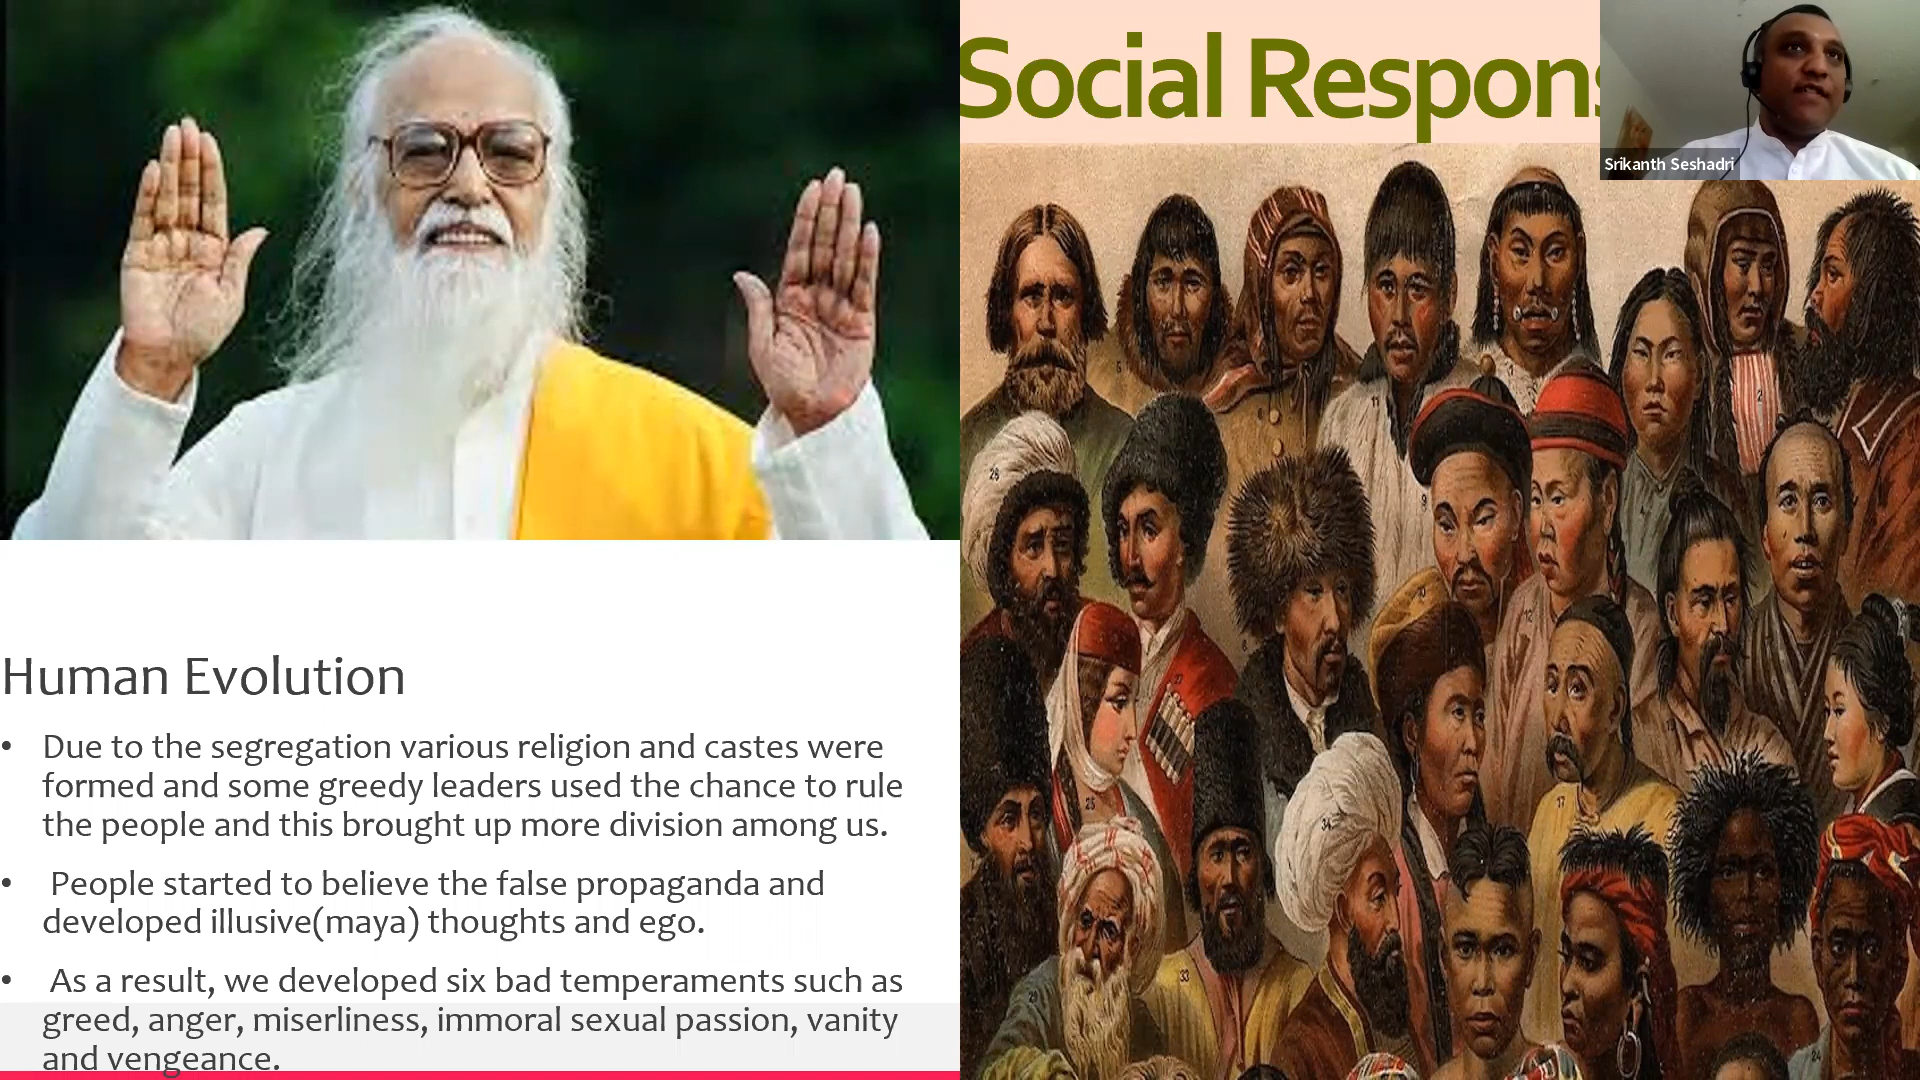 Social Respons
Srikanth Seshadri
Human Evolution
• Due to the segregation various religion and castes were
formed and some greedy leaders used the chance to rule
the people and this brought up more division among us.
• People started to believe the false propaganda and
developed illusive(maya) thoughts and ego.
• As a result, we developed six bad temperaments such as
greed, anger, miserliness, immoral sexual passion, vanity
and vengeance.